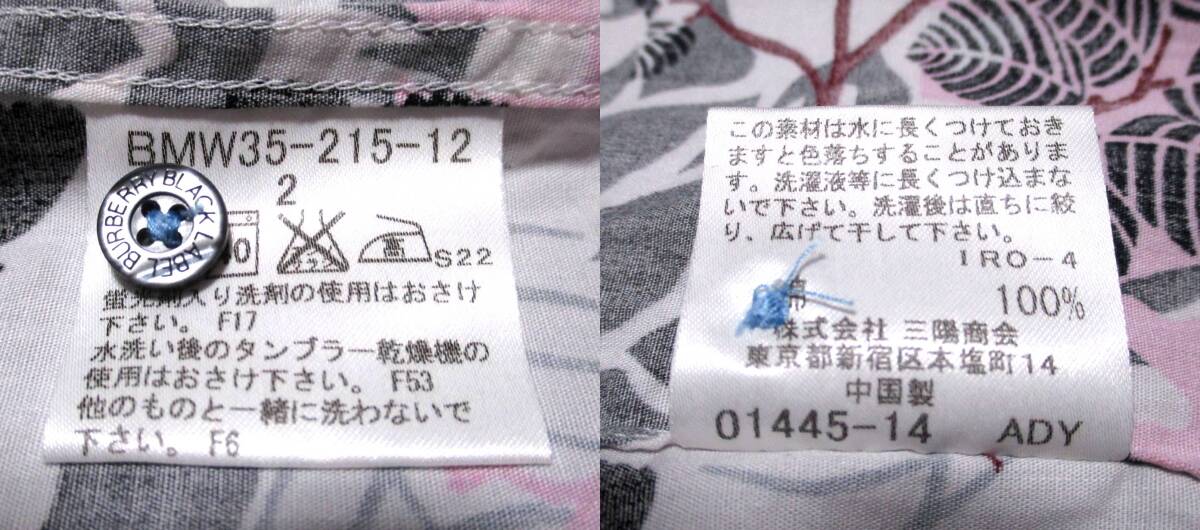 BMW35-215-12
2
BURBERRY BLACK LABEL
S22
蛍光剤入り洗剤の使用はおさけ
下さい。 F17
水洗い後のタンブラー乾燥機の
使用はおさけ下さい。 F53
他のものと一緒に洗わないで
下さい。 F6
この素材は水に長くつけておき
ますと色落ちすることがありま
す。洗濯液等に長くつけ込まな
いで下さい。洗濯後は直ちに絞
り、広げて干して下さい。
IRO-4
100%
株式会社 三陽商会
東京都新宿区本塩町14
中国製
01445-14 ADY